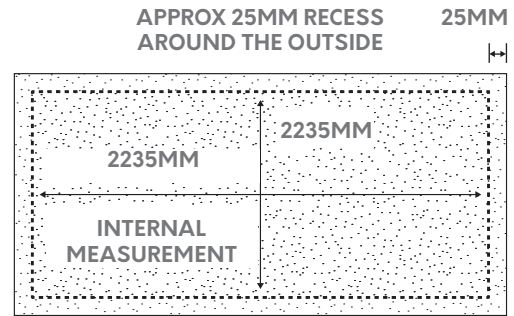 APPROX 25MM RECESS
AROUND THE OUTSIDE
25MM
2235MM
2235MM
INTERNAL
MEASUREMENT